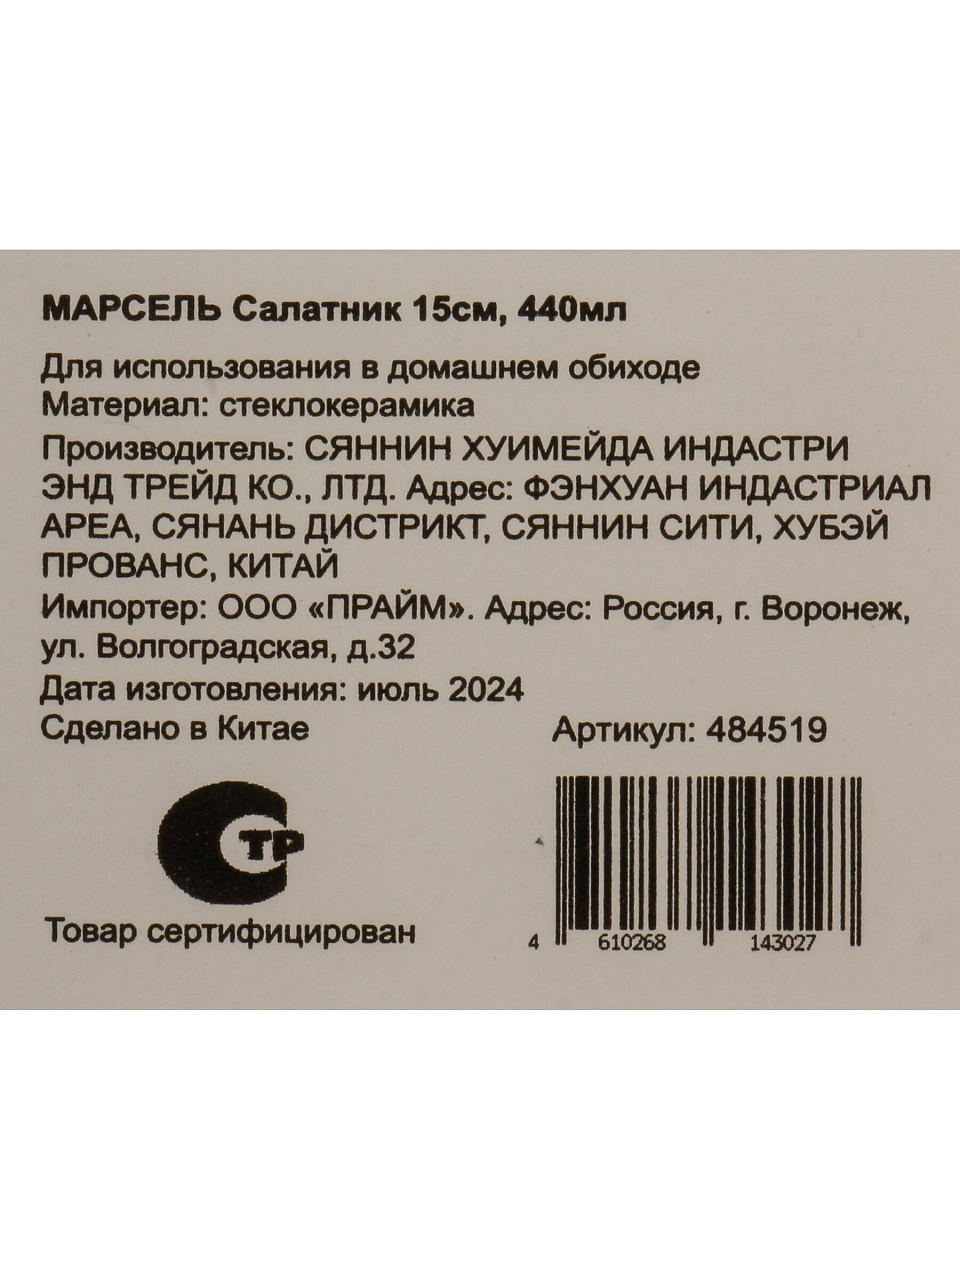 МАРСЕЛЬ Салатник 15см, 440мл
Для использования в домашнем обиходе
Материал: стеклокерамика
Производитель: СЯННИН ХУИМЕЙДА ИНДАСТРИ
ЭНД ТРЕЙД КО., ЛТД. Адрес: ФЭНХУАН ИНДАСТРИАЛ
АРЕА, СЯНАНЬ ДИСТРИКТ, СЯННИН СИТИ, ХУБЭЙ
ПРОВАНС, КИТАЙ
Импортер: ООО «ПРАЙМ». Адрес: Россия, г. Воронеж,
ул. Волгоградская, д.32
Дата изготовления: июль 2024
Сделано в Китае
Артикул: 484519
СТР
Товар сертифицирован
4 610268 143027